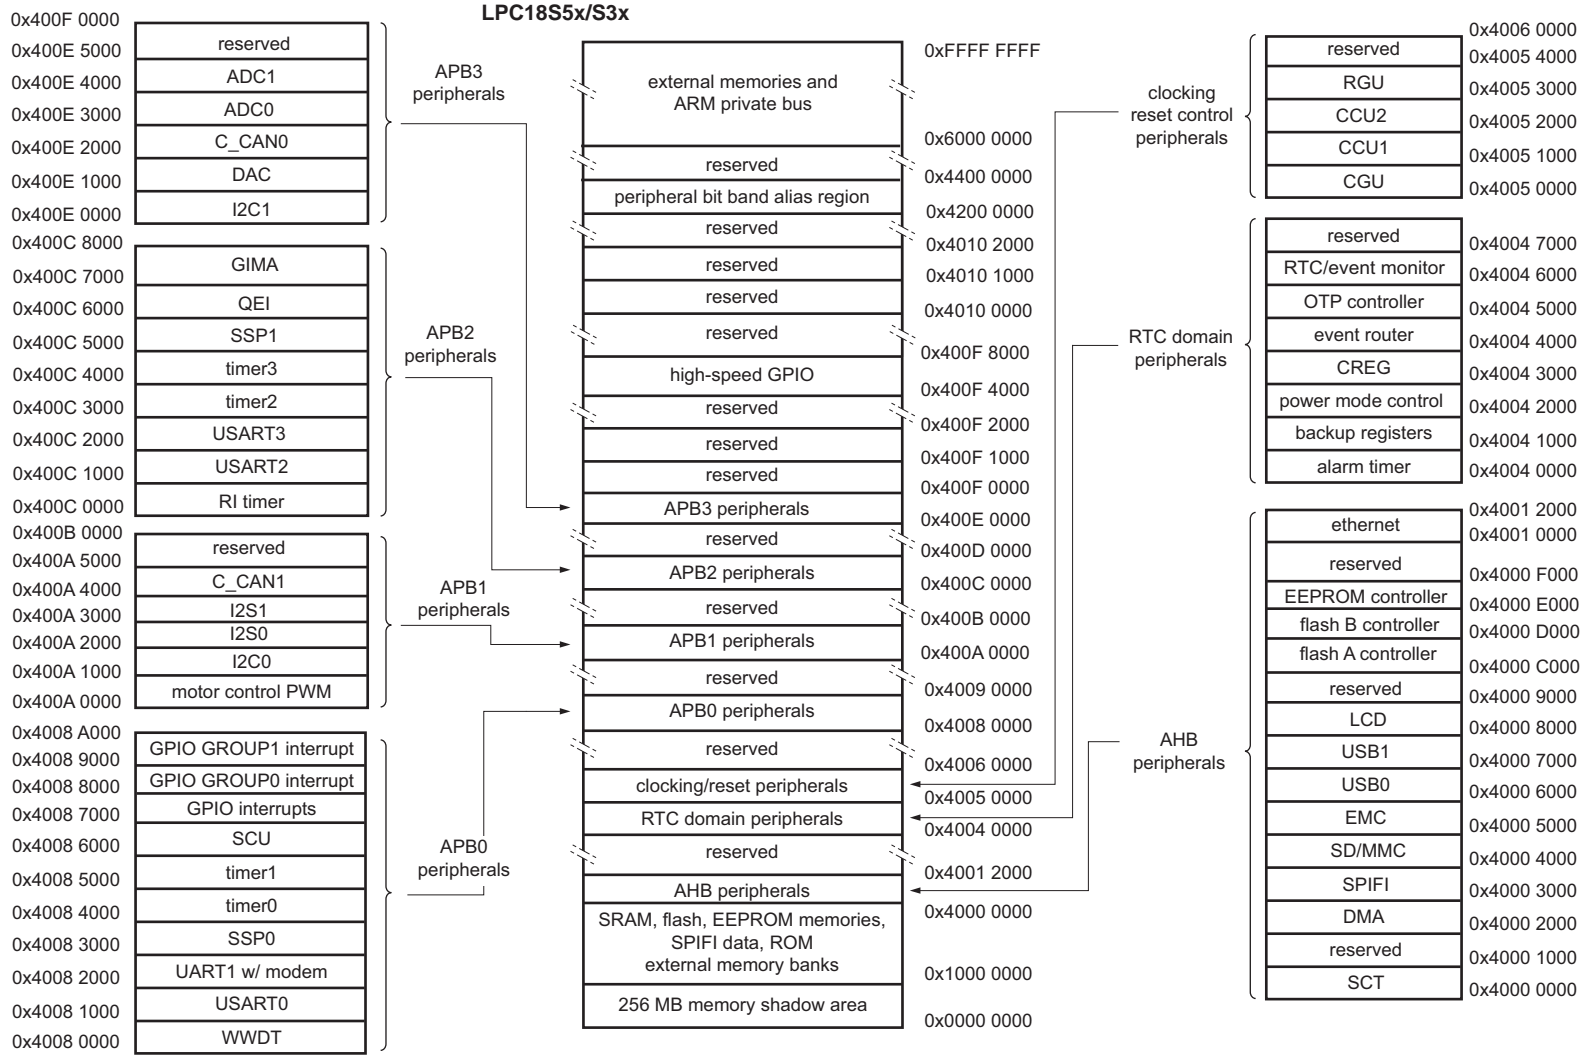 LPC18S5x/S3x
0x400F 0000
reserved
0x400E 5000
ADC1
0x400E 4000
ADC0
0x400E 3000
C_CAN0
0x400E 2000
DAC
0x400E 1000
I2C1
0x400E 0000
APB3
peripherals
0x400C 8000
GIMA
0x400C 7000
QEI
0x400C 6000
SSP1
0x400C 5000
timer3
0x400C 4000
timer2
0x400C 3000
USART3
0x400C 2000
USART2
0x400C 1000
RI timer
0x400C 0000
APB2
peripherals
0x400B 0000
reserved
0x400A 5000
C_CAN1
0x400A 4000
I2S1
0x400A 3000
I2S0
0x400A 2000
I2C0
0x400A 1000
motor control PWM
0x400A 0000
APB1
peripherals
0x4008 A000
GPIO GROUP1 interrupt
0x4008 9000
GPIO GROUP0 interrupt
0x4008 8000
GPIO interrupts
0x4008 7000
SCU
0x4008 6000
timer1
0x4008 5000
timer0
0x4008 4000
SSP0
0x4008 3000
UART1 w/ modem
0x4008 2000
USART0
0x4008 1000
WWDT
0x4008 0000
APB0
peripherals
0xFFFF FFFF
external memories and
ARM private bus
0x6000 0000
reserved
0x4400 0000
peripheral bit band alias region
0x4200 0000
reserved
0x4010 2000
reserved
0x4010 1000
reserved
0x4010 0000
reserved
0x400F 8000
high-speed GPIO
0x400F 4000
reserved
0x400F 2000
reserved
0x400F 1000
reserved
0x400F 0000
APB3 peripherals
0x400E 0000
reserved
0x400D 0000
APB2 peripherals
0x400C 0000
reserved
0x400B 0000
APB1 peripherals
0x400A 0000
reserved
0x4009 0000
APB0 peripherals
0x4008 0000
reserved
0x4006 0000
clocking/reset peripherals
0x4005 0000
RTC domain peripherals
0x4004 0000
reserved
0x4001 2000
AHB peripherals
0x4000 0000
SRAM, flash, EEPROM memories,
SPIFI data, ROM
external memory banks
0x1000 0000
256 MB memory shadow area
0x0000 0000
clocking
reset control
peripherals
0x4006 0000
reserved
0x4005 4000
RGU
0x4005 3000
CCU2
0x4005 2000
CCU1
0x4005 1000
CGU
0x4005 0000
RTC domain
peripherals
reserved
0x4004 7000
RTC/event monitor
0x4004 6000
OTP controller
0x4004 5000
event router
0x4004 4000
CREG
0x4004 3000
power mode control
0x4004 2000
backup registers
0x4004 1000
alarm timer
0x4004 0000
AHB
peripherals
0x4001 2000
ethernet
0x4001 0000
reserved
0x4000 F000
EEPROM controller
0x4000 E000
flash B controller
0x4000 D000
flash A controller
0x4000 C000
reserved
0x4000 9000
LCD
0x4000 8000
USB1
0x4000 7000
USB0
0x4000 6000
EMC
0x4000 5000
SD/MMC
0x4000 4000
SPIFI
0x4000 3000
DMA
0x4000 2000
reserved
0x4000 1000
SCT
0x4000 0000